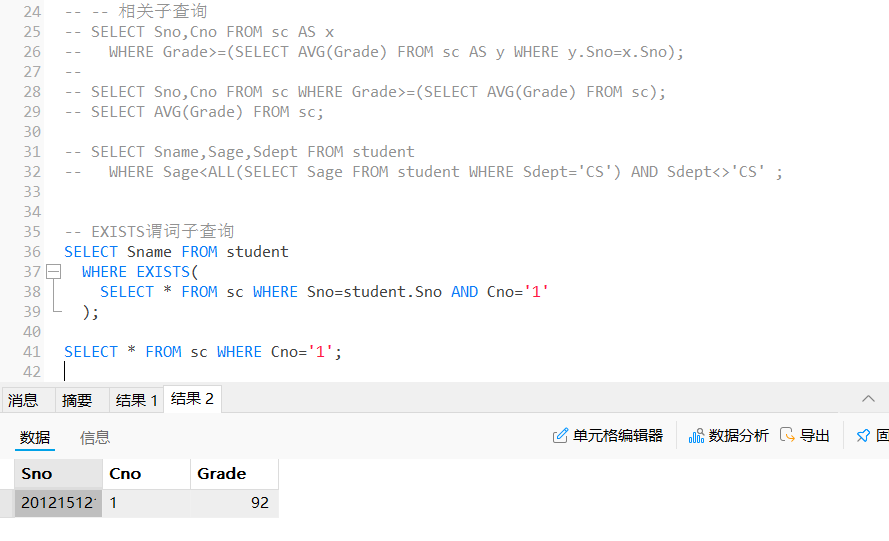 24 -- -- 相关子查询
25 -- SELECT Sno,Cno FROM sc AS x
26 --   WHERE Grade>=(SELECT AVG(Grade) FROM sc AS y WHERE y.Sno=x.Sno);
27 --
28 -- SELECT Sno,Cno FROM sc WHERE Grade>=(SELECT AVG(Grade) FROM sc);
29 -- SELECT AVG(Grade) FROM sc;
30
31 -- SELECT Sname,Sage,Sdept FROM student
32 --   WHERE Sage<ALL(SELECT Sage FROM student WHERE Sdept='CS') AND Sdept<>'CS' ;
33
34
35 -- EXISTS谓词子查询
36 SELECT Sname FROM student
37   WHERE EXISTS(
38     SELECT * FROM sc WHERE Sno=student.Sno AND Cno='1'
39   );
40
41 SELECT * FROM sc WHERE Cno='1';
42
消息 摘要 结果 1 结果 2
数据 信息 单元格编辑器 数据分析 导出 固
Sno Cno Grade
20121512 1 92